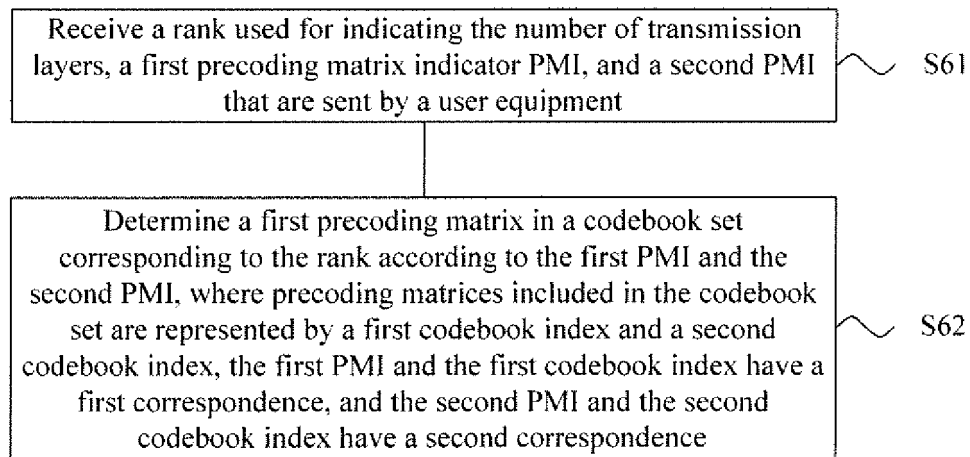 Receive a rank used for indicating the number of transmission
layers, a first precoding matrix indicator PMI, and a second PMI
that are sent by a user equipment
S61
Determine a first precoding matrix in a codebook set
corresponding to the rank according to the first PMI and the
second PMI, where precoding matrices included in the codebook
set are represented by a first codebook index and a second
codebook index, the first PMI and the first codebook index have a
first correspondence, and the second PMI and the second
codebook index have a second correspondence
S62